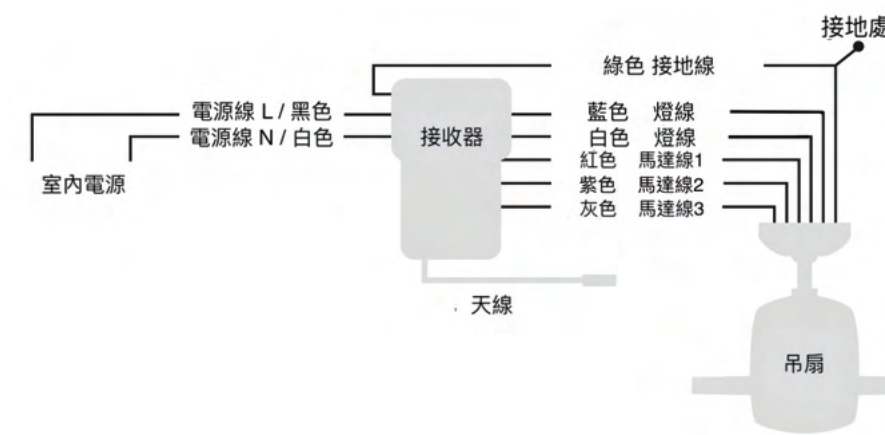 接地處
綠色 接地線
電源線 L / 黑色
藍色 燈線
電源線 N / 白色
接收器
白色 燈線
紅色 馬達線1
室內電源
紫色 馬達線2
灰色 馬達線3
天線
吊扇